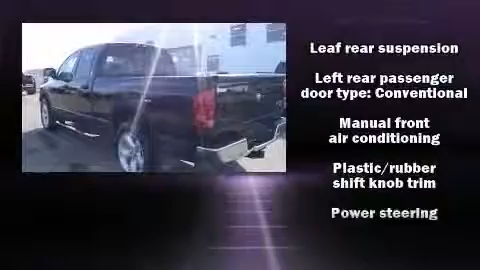 Leaf rear suspension
Left rear passenger
door type: Conventional
Manual front
air conditioning
Plastic/rubber
shift knob trim
Power steering